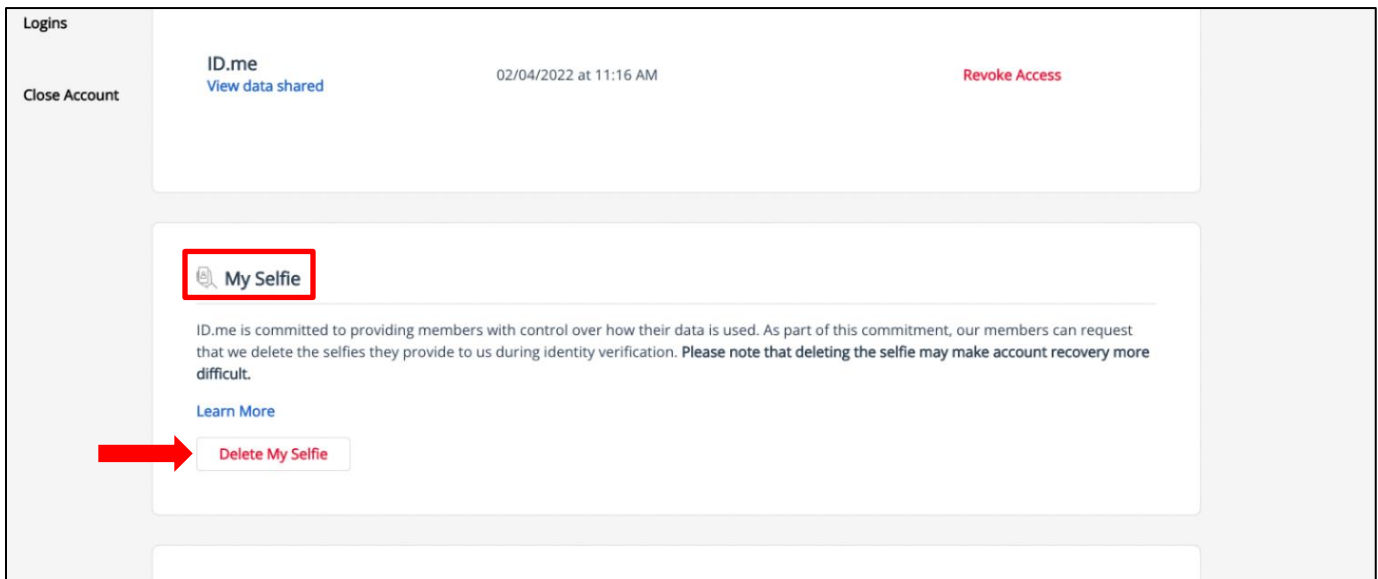 Logins
ID.me
View data shared
02/04/2022 at 11:16 AM
Revoke Access
Close Account
My Selfie
ID.me is committed to providing members with control over how their data is used. As part of this commitment, our members can request
that we delete the selfies they provide to us during identity verification. Please note that deleting the selfie may make account recovery more
difficult.
Learn More
Delete My Selfie